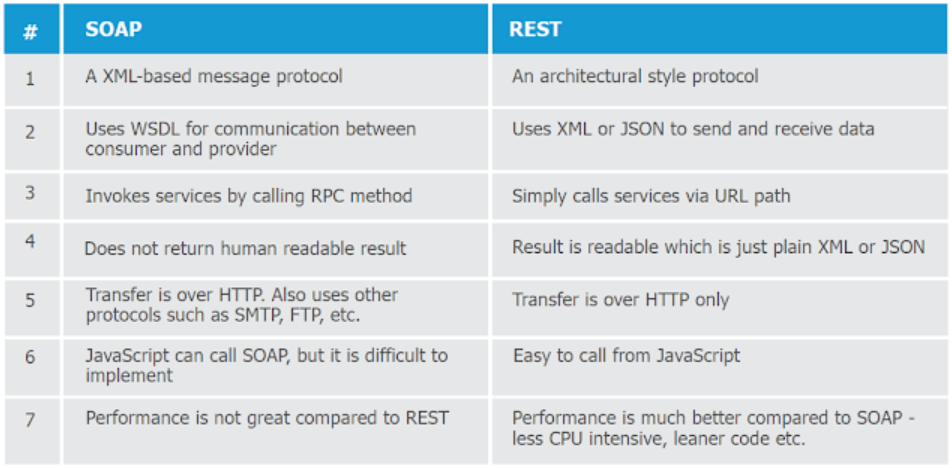 # SOAP REST
1 A XML-based message protocol An architectural style protocol
2 Uses WSDL for communication between Uses XML or JSON to send and receive data
consumer and provider
3 Invokes services by calling RPC method Simply calls services via URL path
4 Does not return human readable result Result is readable which is just plain XML or JSON
5 Transfer is over HTTP. Also uses other Transfer is over HTTP only
protocols such as SMTP, FTP, etc.
6 JavaScript can call SOAP, but it is difficult to Easy to call from JavaScript
implement
7 Performance is not great compared to REST Performance is much better compared to SOAP -
less CPU intensive, leaner code etc.